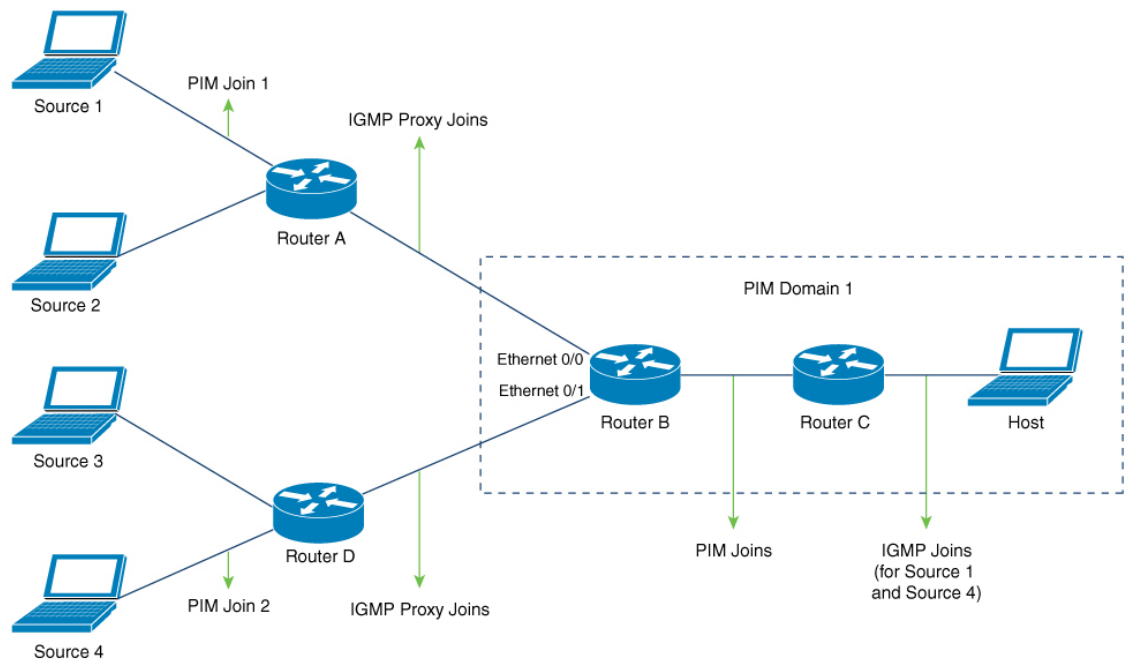 Source 1
PIM Join 1
IGMP Proxy Joins
Router A
Source 2
PIM Domain 1
Ethernet 0/0
Ethernet 0/1
Router B
Router C
Host
Source 3
Router D
PIM Join 2
IGMP Proxy Joins
PIM Joins
IGMP Joins
(for Source 1
and Source 4)
Source 4